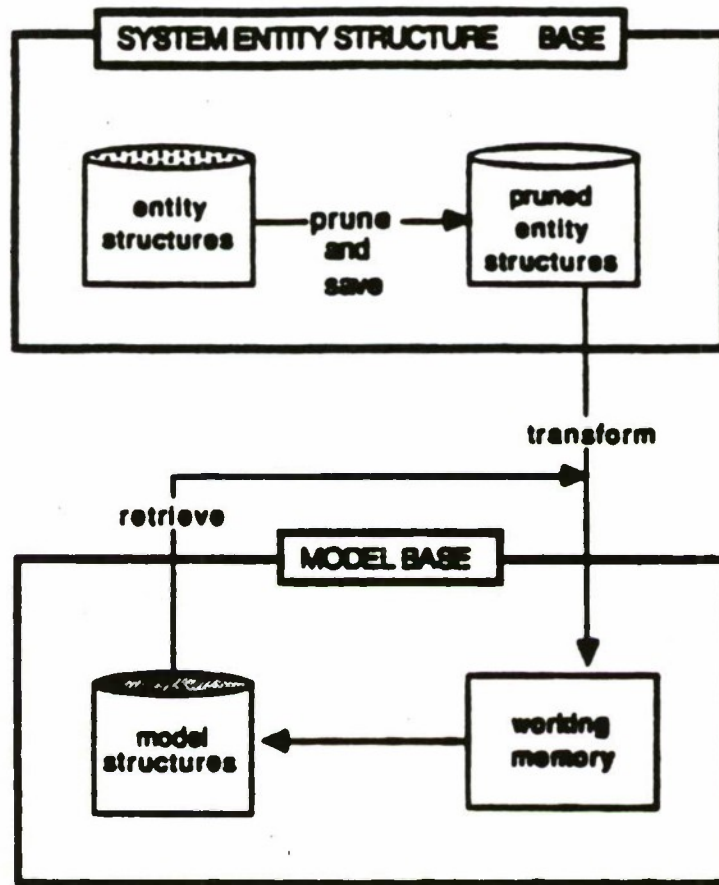 SYSTEM ENTITY STRUCTURE BASE
entity
structures
prune
and
save
pruned
entity
structures
transform
retrieve
MODEL BASE
model
structures
working
memory